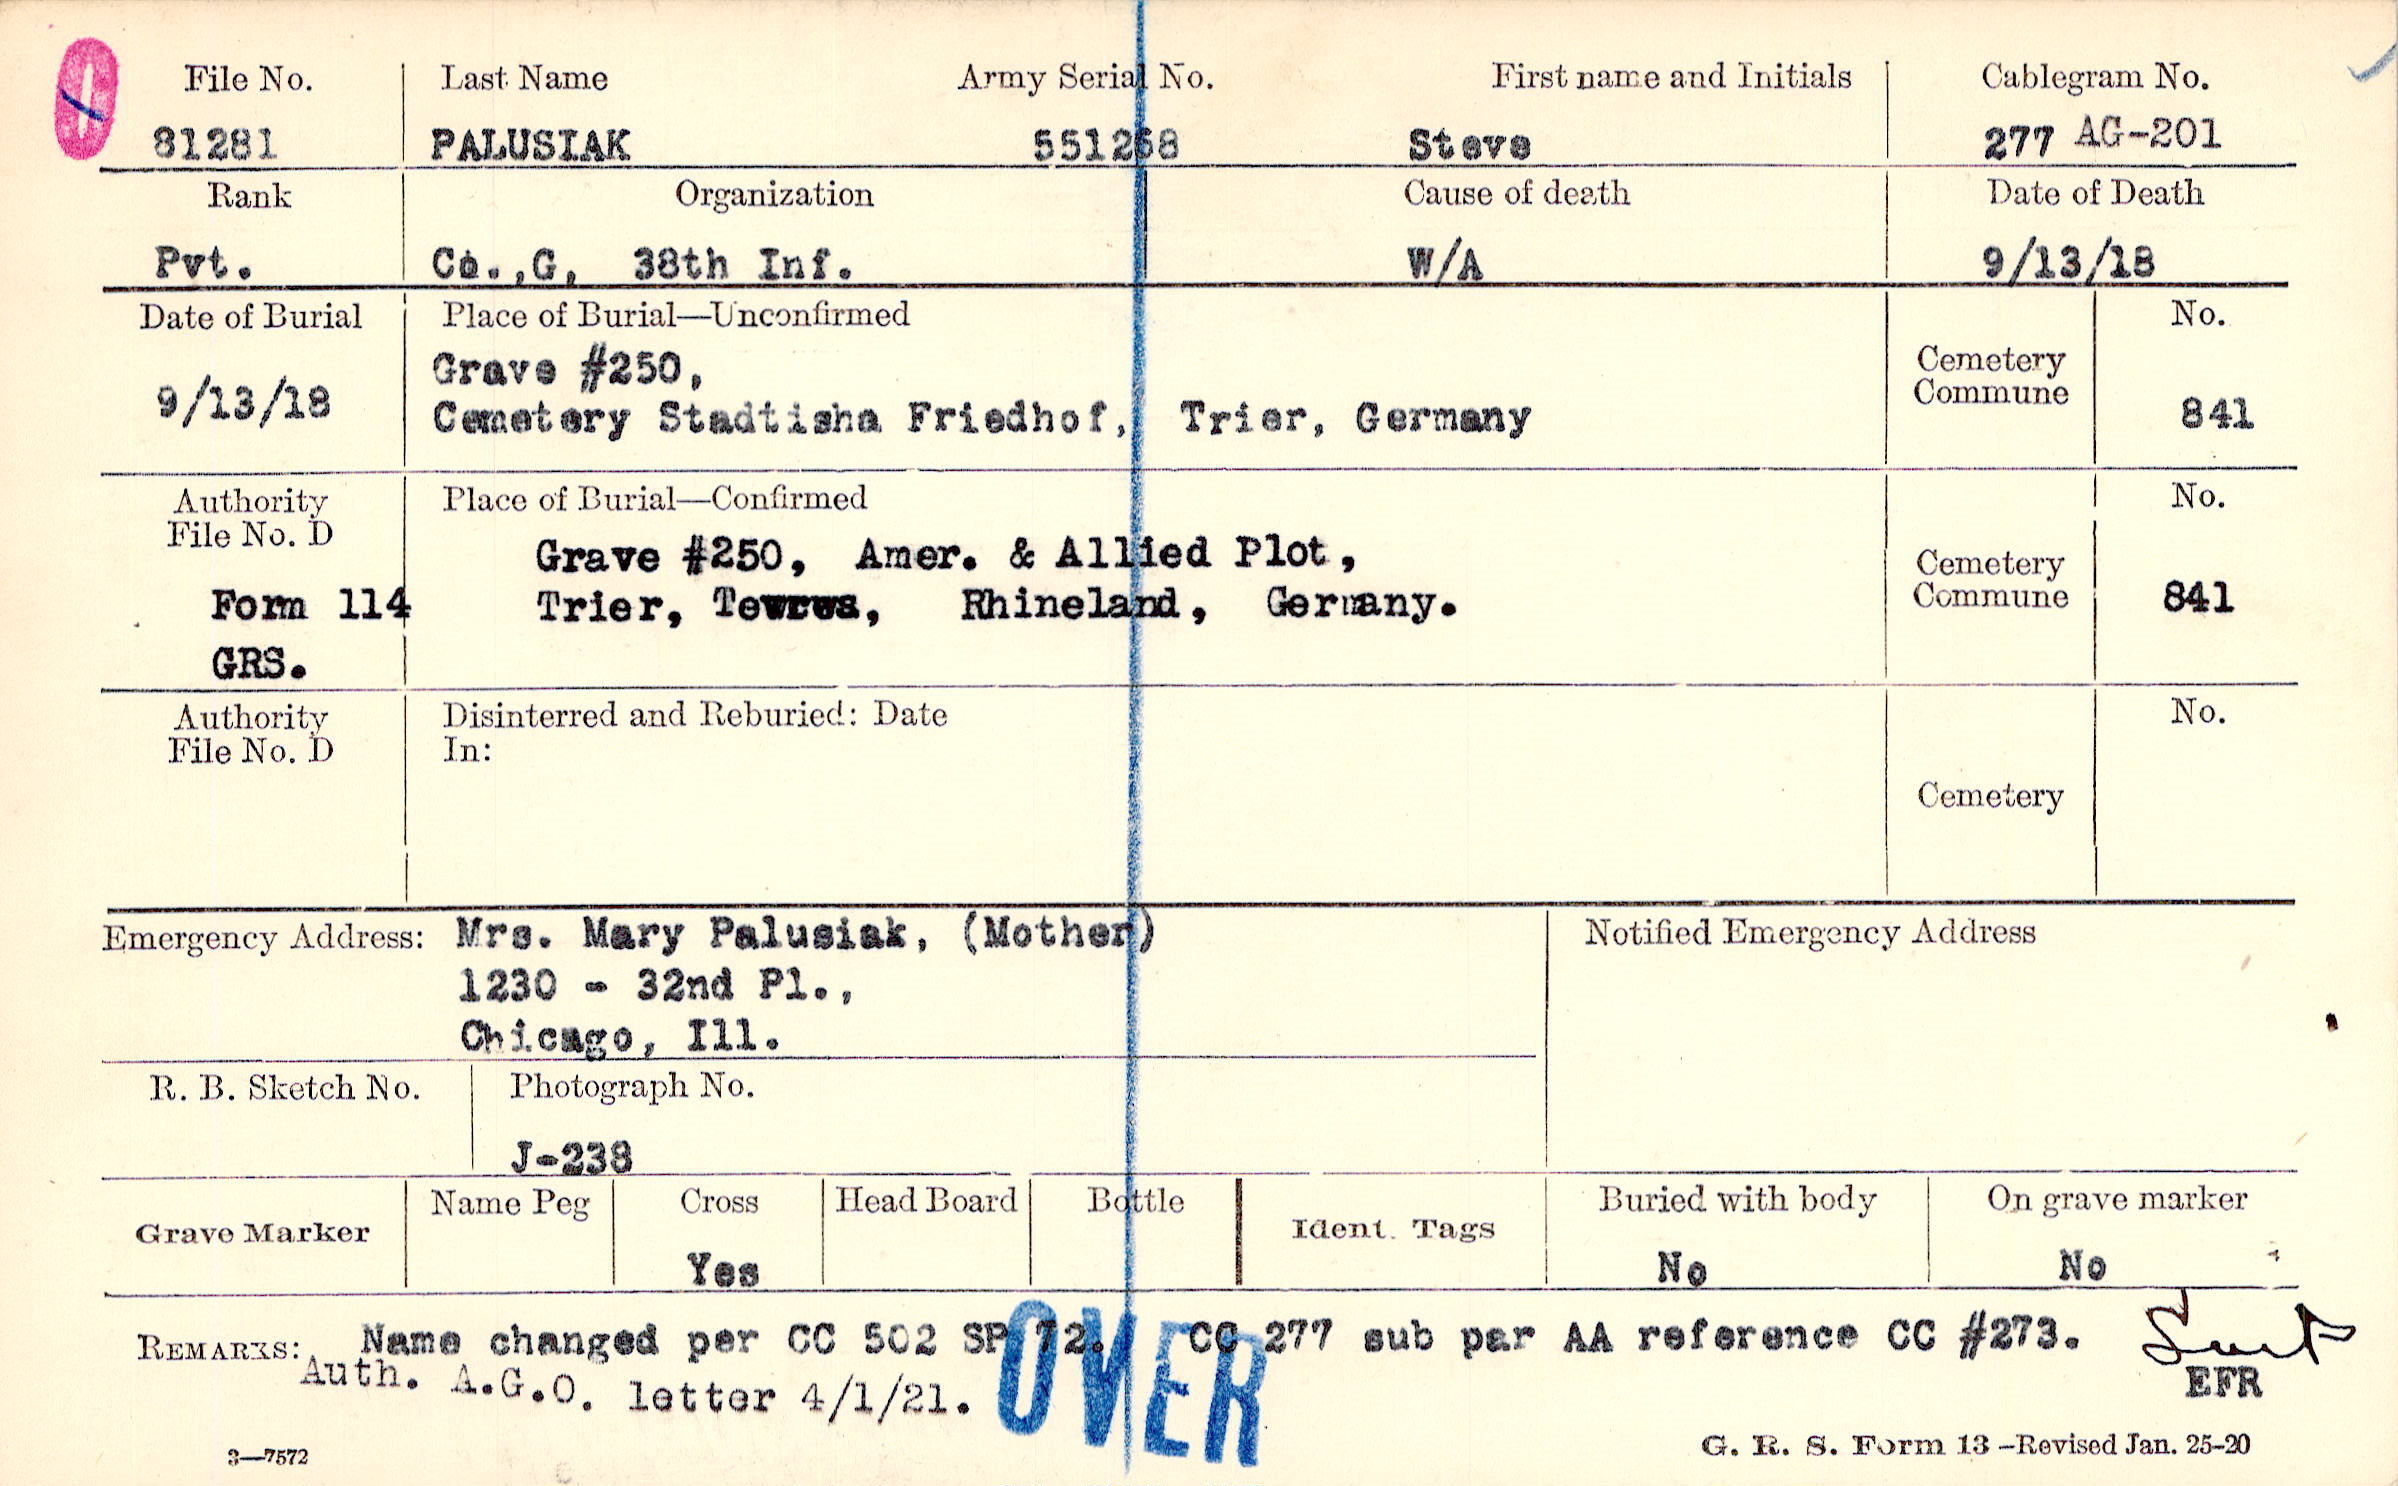 File No. Last Name Army Serial No. First name and Initials Cablegram No.
81281 PALUSIAK 551268 Steve 277 AG-201
Rank Organization Cause of death Date of Death
Pvt. Co.,G, 38th Inf. W/A 9/13/18
Date of Burial Place of Burial—Unconfirmed No.
Grave #250,
Cemetery
Commune
9/13/18 Cemetery Stadtisha Friedhof, Trier, Germany 841
Authority Place of Burial—Confirmed No.
File No. D
Grave #250, Amer. & Allied Plot,
Cemetery
Commune
Form 114 Trier, Rhineland, Germany. 841
GRS.
Authority Disinterred and Reburied: Date No.
File No. D In:
Cemetery
Emergency Address: Mrs. Mary Palusiak, (Mother) Notified Emergency Address
1230 - 32nd Pl.,
Chicago, Ill.
R. B. Sketch No. Photograph No.
J-238
Grave Marker Name Peg Cross Head Board Bottle Ident. Tags Buried with body On grave marker
Yes No No
REMARKS: Name changed per CC 502 SP 72. CC 277 sub par AA reference CC #273.
Auth. A.G.O. letter 4/1/21.
OVER
EFR
3—7572 G. R. S. Form 13 –Revised Jan. 25-20